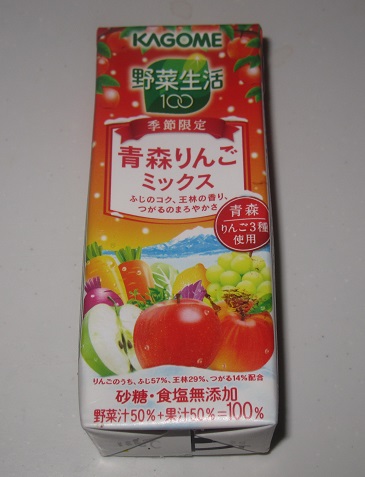 KAGOME
野菜生活
100
季節限定
青森りんご
ミックス
ふじのコク、王林の香り、
つがるのまろやかさ
青森
りんご3種
使用
りんごのうち、ふじ57%、王林29%、つがる14%配合
砂糖・食塩無添加
野菜汁50%+果汁50%=100%